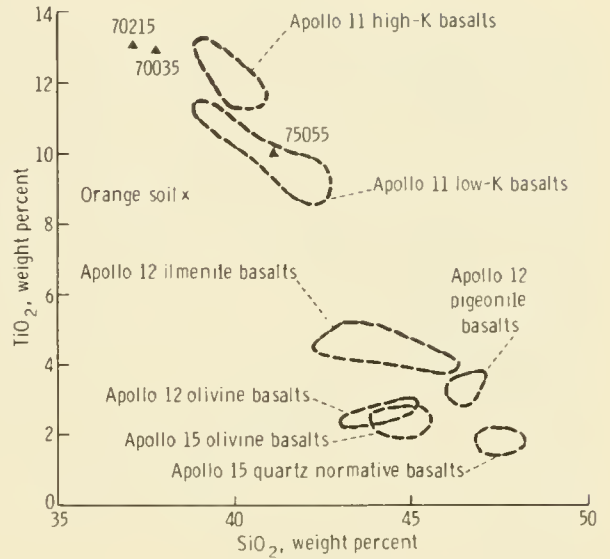 14
12
10
8
6
4
2
0
TiO2, weight percent
70215
70035
Apollo 11 high-K basalts
75055
Orange soil x
Apollo 11 low-K basalts
Apollo 12 ilmenite basalts
Apollo 12
pigeonite
basalts
Apollo 12 olivine basalts
Apollo 15 olivine basalts
Apollo 15 quartz normative basalts
35
40
45
50
SiO2, weight percent